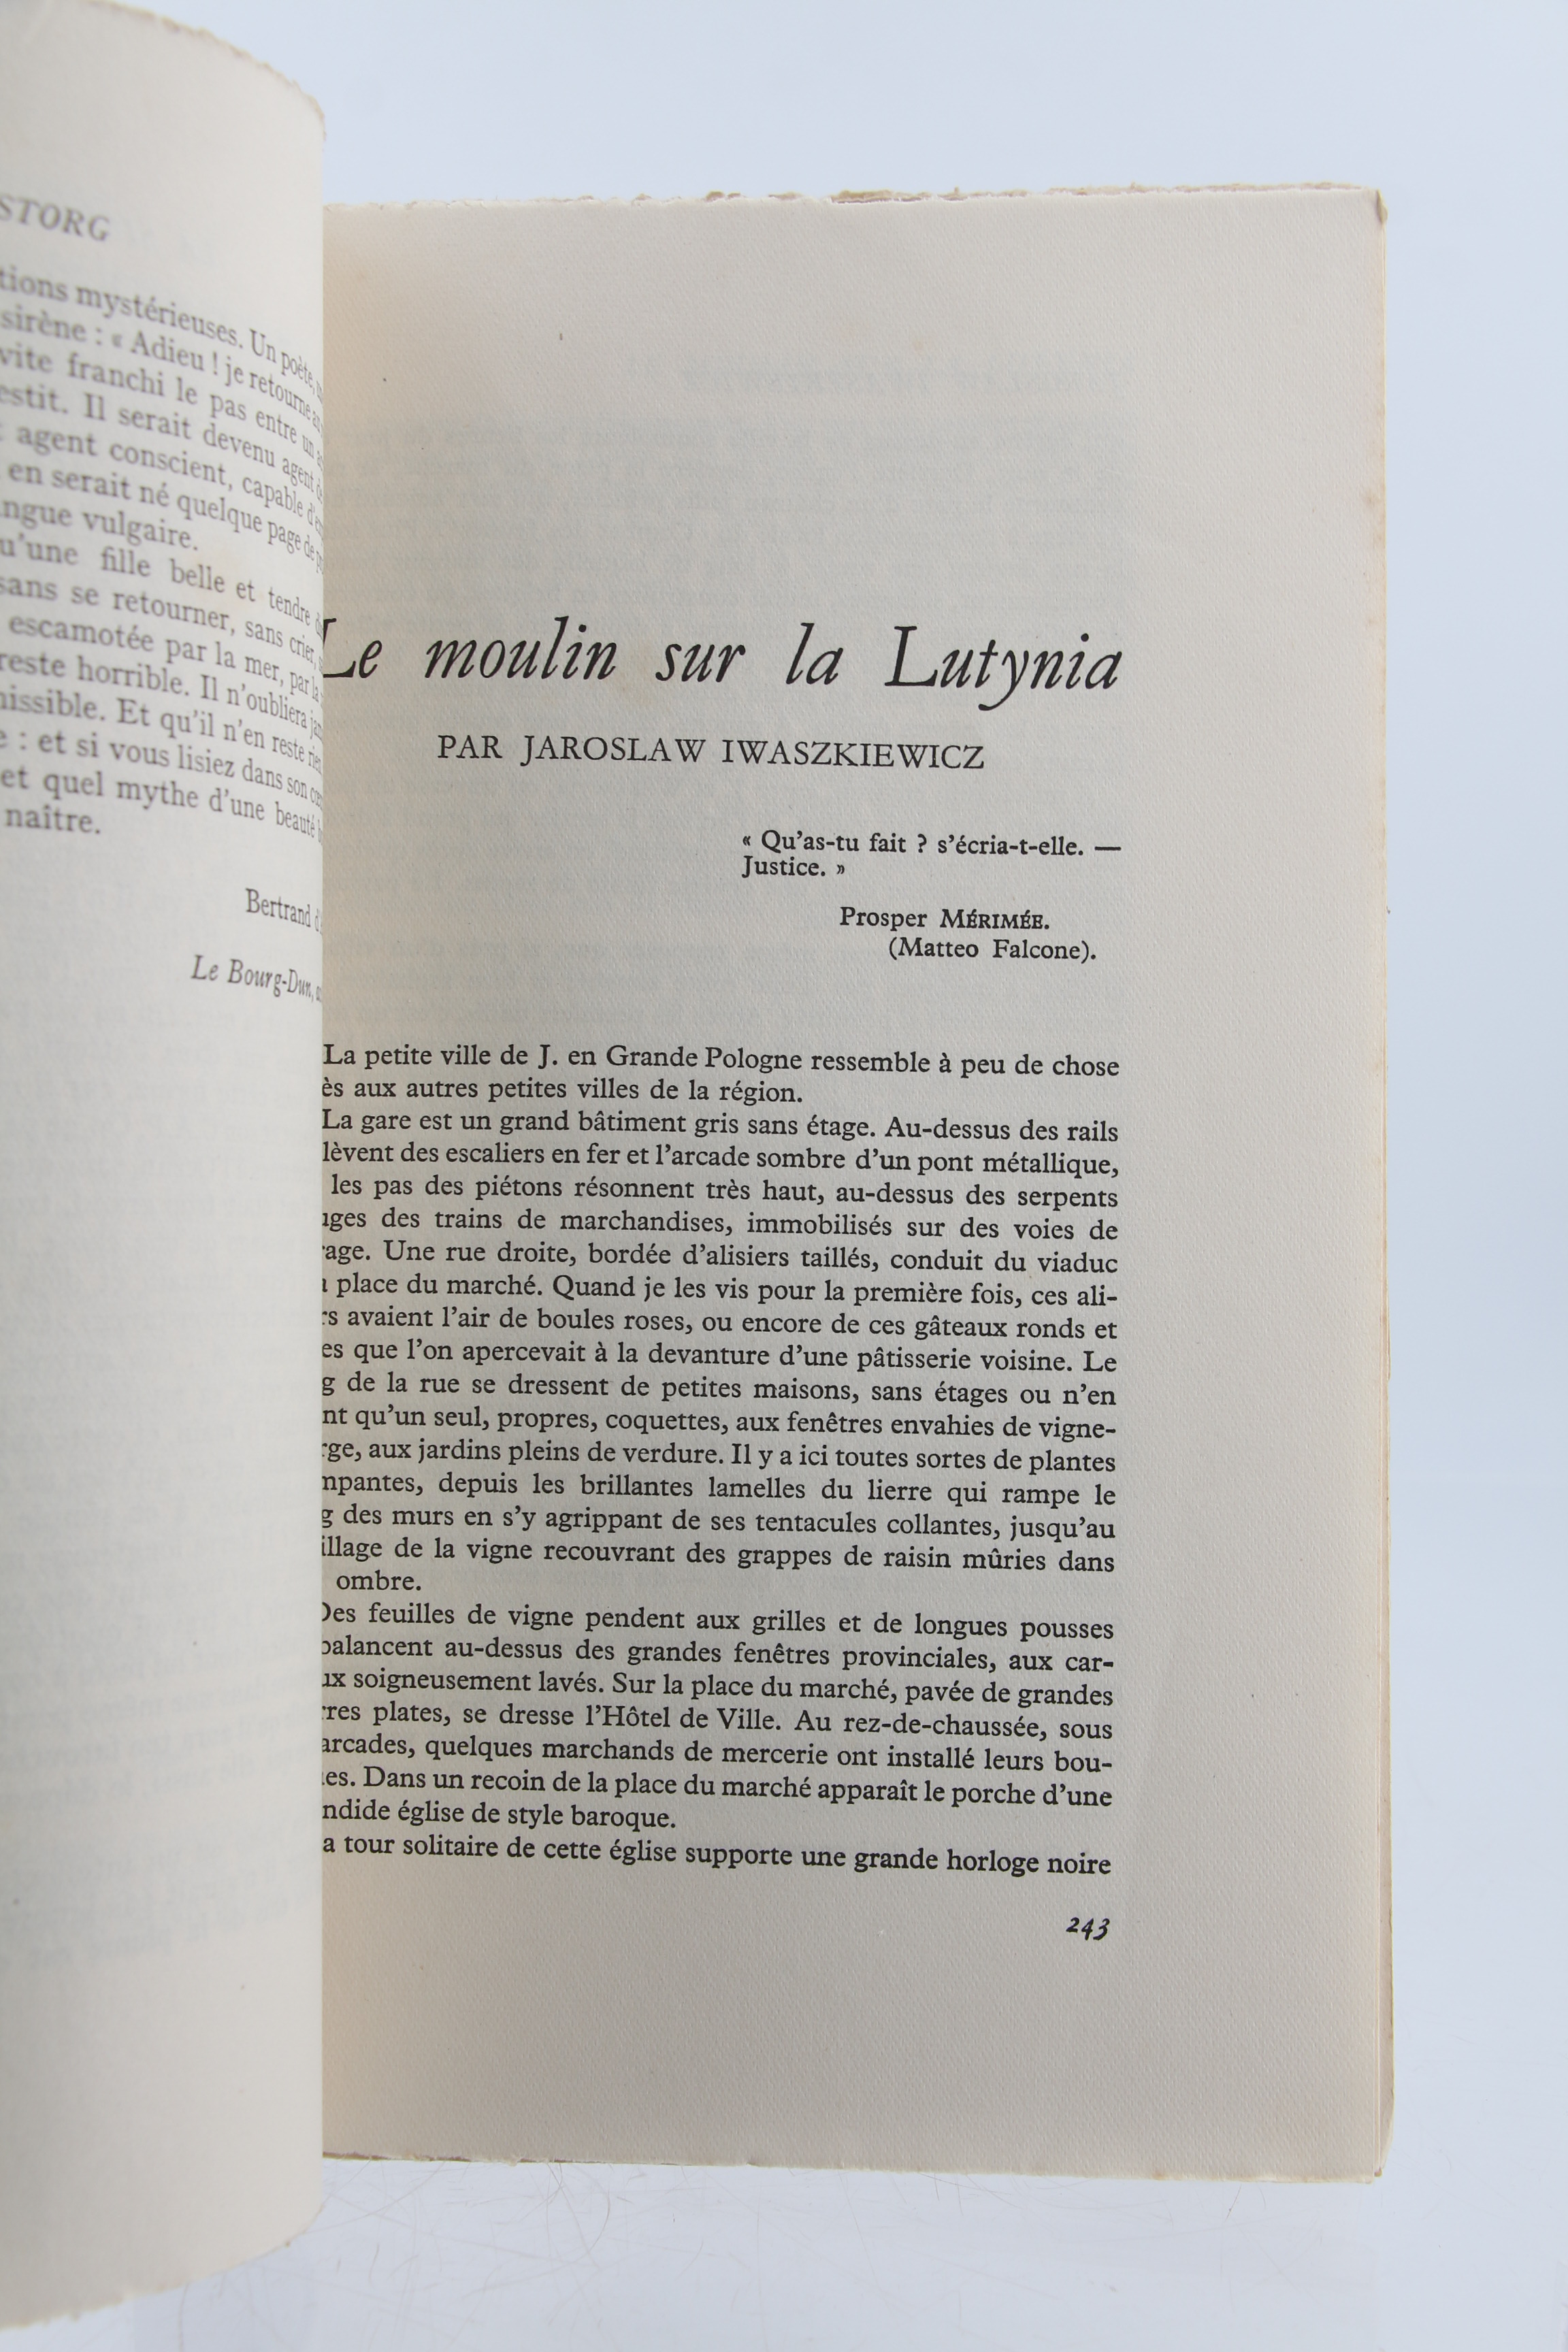 STORG
tions mystérieuses. Un poète,
sirène : « Adieu ! je retourne
vite franchi le pas entre un
estit. Il serait devenu agent
agent conscient, capable
en serait né quelque page de
ngue vulgaire.
u'une fille belle et tendre
sans se retourner, sans crier,
escamotée par la mer, par la
reste horrible. Il n'oubliera
nissible. Et qu'il n'en reste rien
e : et si vous lisiez dans son
et quel mythe d'une beauté
naître.
Bertrand
Le Bourg-Dun,
Le moulin sur la Lutynia
PAR JAROSLAW IWASZKIEWICZ
« Qu'as-tu fait ? s'écria-t-elle. —
Justice. »
Prosper MÉRIMÉE.
(Matteo Falcone).
La petite ville de J. en Grande Pologne ressemble à peu de chose
ès aux autres petites villes de la région.
La gare est un grand bâtiment gris sans étage. Au-dessus des rails
lèvent des escaliers en fer et l'arcade sombre d'un pont métallique,
les pas des piétons résonnent très haut, au-dessus des serpents
uges des trains de marchandises, immobilisés sur des voies de
rage. Une rue droite, bordée d'alisiers taillés, conduit du viaduc
a place du marché. Quand je les vis pour la première fois, ces ali-
rs avaient l'air de boules roses, ou encore de ces gâteaux ronds et
es que l'on apercevait à la devanture d'une pâtisserie voisine. Le
g de la rue se dressent de petites maisons, sans étages ou n'en
nt qu'un seul, propres, coquettes, aux fenêtres envahies de vigne-
rge, aux jardins pleins de verdure. Il y a ici toutes sortes de plantes
mpantes, depuis les brillantes lamelles du lierre qui rampe le
g des murs en s'y agrippant de ses tentacules collantes, jusqu'au
illage de la vigne recouvrant des grappes de raisin mûries dans
ombre.
Des feuilles de vigne pendent aux grilles et de longues pousses
balancent au-dessus des grandes fenêtres provinciales, aux car-
ux soigneusement lavés. Sur la place du marché, pavée de grandes
rres plates, se dresse l'Hôtel de Ville. Au rez-de-chaussée, sous
arcades, quelques marchands de mercerie ont installé leurs bou-
ues. Dans un recoin de la place du marché apparaît le porche d'une
ndide église de style baroque.
a tour solitaire de cette église supporte une grande horloge noire
243